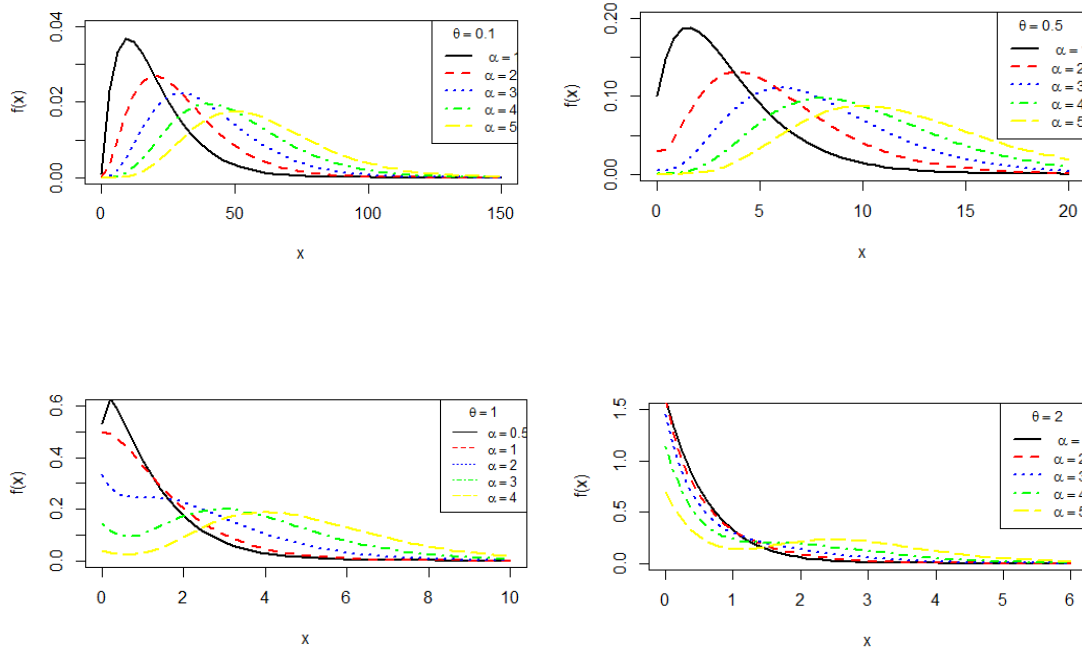 0.04
0.02
0.00
f(x)
θ = 0.1
α = 1
α = 2
α = 3
α = 4
α = 5
0 50 100 150
x
0.20
0.10
0.00
f(x)
θ = 0.5
α =
α = 2
α = 3
α = 4
α = 5
0 5 10 15 20
x
0.6
0.4
0.2
0.0
f(x)
θ = 1
α = 0.5
α = 1
α = 2
α = 3
α = 4
0 2 4 6 8 10
x
1.5
1.0
0.5
0.0
f(x)
θ = 2
α =
α = 2
α = 3
α = 4
α = 5
0 1 2 3 4 5 6
x